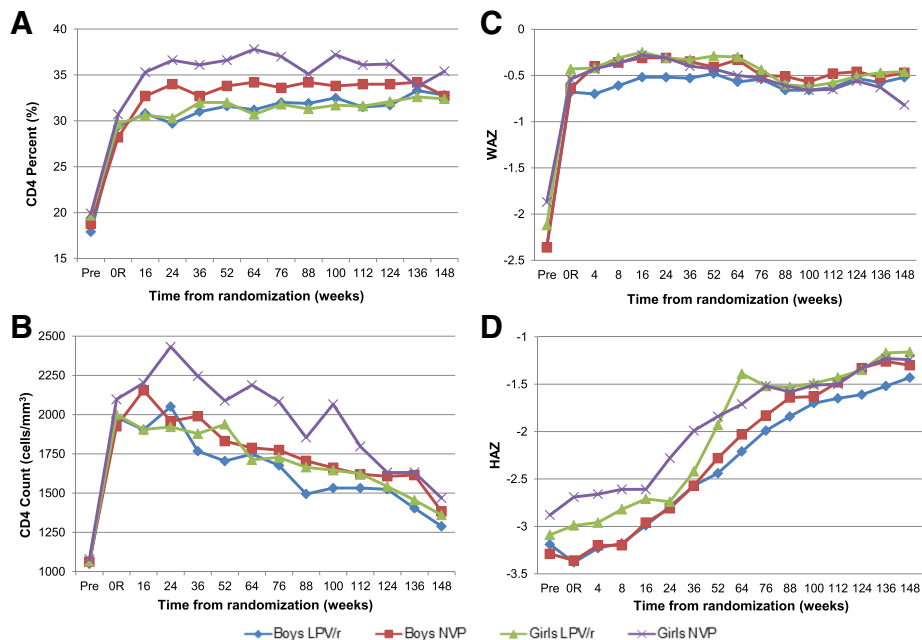 A
40
35
30
25
20
15
CD4 Percent (%)
Pre 0R 16 24 36 52 64 76 88 100 112 124 136 148
Time from randomization (weeks)
C
0
-0.5
-1
-1.5
-2
-2.5
WAZ
Pre 0R 4 8 16 24 36 52 64 76 88 100 112 124 136 148
Time from randomization (weeks)
B
2500
2250
2000
1750
1500
1250
1000
CD4 Count (cells/mm³)
Pre 0R 16 24 36 52 64 76 88 100 112 124 136 148
Time from randomization (weeks)
D
-1
-1.5
-2
-2.5
-3
-3.5
HAZ
Pre 0R 4 8 16 24 36 52 64 76 88 100 112 124 136 148
Time from randomization (weeks)
Boys LPV/r Boys NVP Girls LPV/r Girls NVP